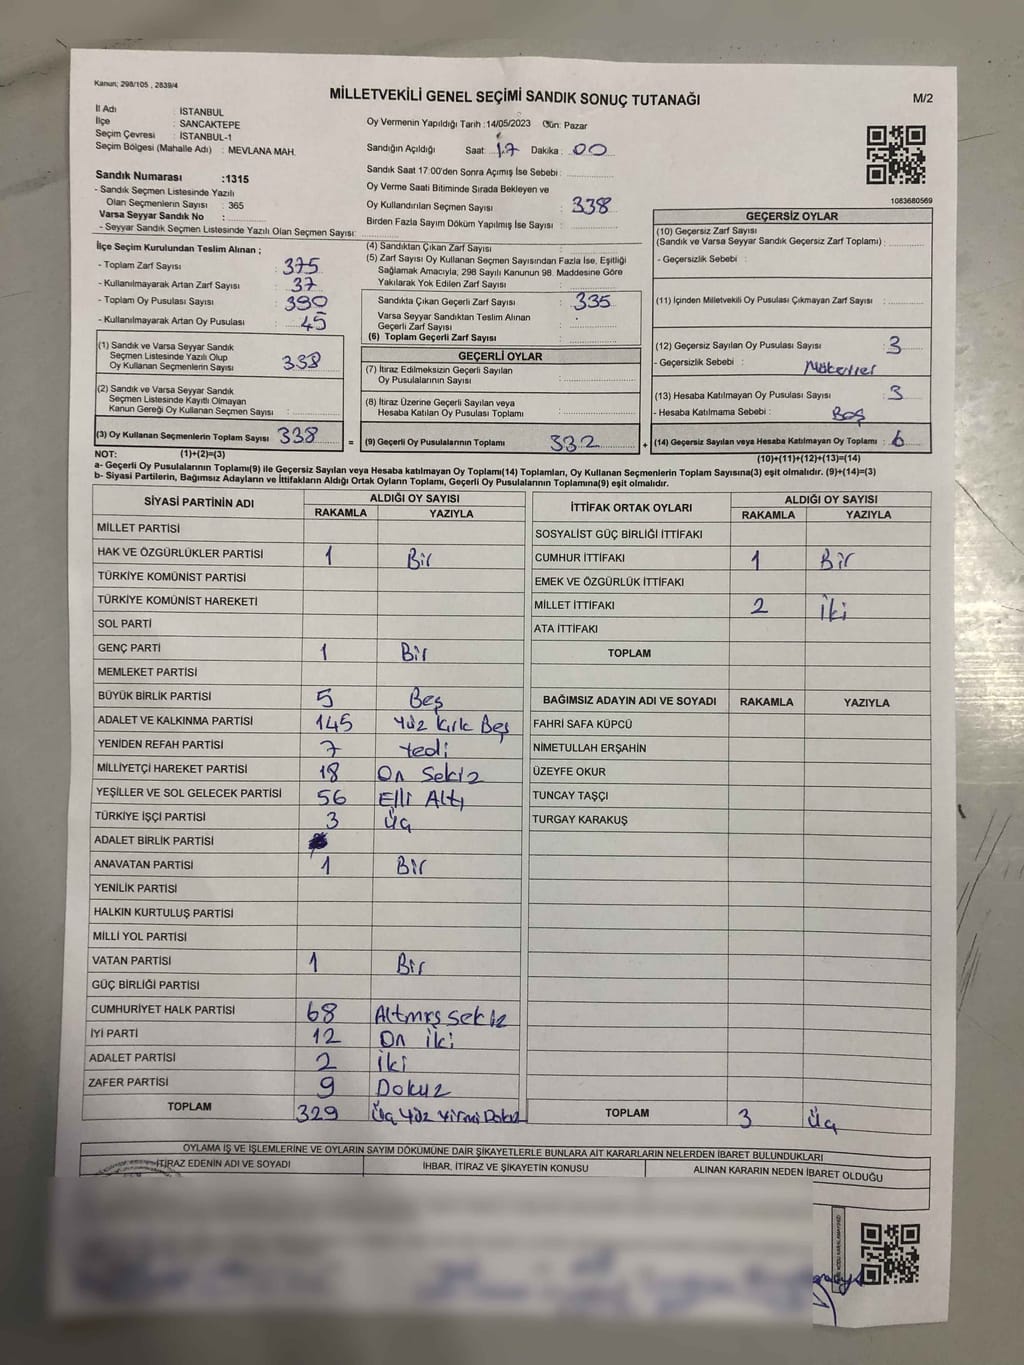 Kanun; 298/105 , 2839/4
MİLLETVEKİLİ GENEL SEÇİMİ SANDIK SONUÇ TUTANAĞI
M/2
İl Adı : İSTANBUL
İlçe : SANCAKTEPE
Seçim Çevresi : İSTANBUL-1
Seçim Bölgesi (Mahalle Adı) : MEVLANA MAH.
Oy Vermenin Yapıldığı Tarih :14/05/2023 Gün: Pazar
Sandığın Açıldığı Saat: 17 Dakika: 00
Sandık Saat 17:00'den Sonra Açımış İse Sebebi :
Oy Verme Saati Bitiminde Sırada Bekleyen ve
Oy Kullandırılan Seçmen Sayısı : 338
Birden Fazla Sayım Döküm Yapılmış İse Sayısı :
Sandık Numarası :1315
- Sandık Seçmen Listesinde Yazılı
Olan Seçmenlerin Sayısı : 365
Varsa Seyyar Sandık No :
- Seyyar Sandık Seçmen Listesinde Yazılı Olan Seçmen Sayısı:
1083680569
İlçe Seçim Kurulundan Teslim Alınan ;
- Toplam Zarf Sayısı : 375
- Kullanılmayarak Artan Zarf Sayısı : 37
- Toplam Oy Pusulası Sayısı : 390
- Kullanılmayarak Artan Oy Pusulası : 45
(1) Sandık ve Varsa Seyyar Sandık
Seçmen Listesinde Yazılı Olup
Oy Kullanan Seçmenlerin Sayısı : 338
(2) Sandık ve Varsa Seyyar Sandık
Seçmen Listesinde Kayıtlı Olmayan
Kanun Gereği Oy Kullanan Seçmen Sayısı :
(3) Oy Kullanan Seçmenlerin Toplam Sayısı : 338
(4) Sandıktan Çıkan Zarf Sayısı :
(5) Zarf Sayısı Oy Kullanan Seçmen Sayısından Fazla İse, Eşitliği
Sağlamak Amacıyla; 298 Sayılı Kanunun 98. Maddesine Göre
Yakılarak Yok Edilen Zarf Sayısı :
Sandıkta Çıkan Geçerli Zarf Sayısı : 335
Varsa Seyyar Sandıktan Teslim Alınan
Geçerli Zarf Sayısı :
(6) Toplam Geçerli Zarf Sayısı :
GEÇERLİ OYLAR
(7) İtiraz Edilmeksizin Geçerli Sayılan
Oy Pusulalarının Sayısı :
(8) İtiraz Üzerine Geçerli Sayılan veya
Hesaba Katılan Oy Pusulası Toplamı :
= (9) Geçerli Oy Pusulalarının Toplamı : 332
GEÇERSİZ OYLAR
(10) Geçersiz Zarf Sayısı
(Sandık ve Varsa Seyyar Sandık Geçersiz Zarf Toplamı) :
- Geçersizlik Sebebi :
(11) İçinden Milletvekili Oy Pusulası Çıkmayan Zarf Sayısı :
(12) Geçersiz Sayılan Oy Pusulası Sayısı : 3
- Geçersizlik Sebebi :
(13) Hesaba Katılmayan Oy Pusulası Sayısı : 3
- Hesaba Katılmama Sebebi : Boş
+ (14) Geçersiz Sayılan veya Hesaba Katılmayan Oy Toplamı : 6
NOT: (1)+(2)=(3)
(10)+(11)+(12)+(13)=(14)
a- Geçerli Oy Pusulalarının Toplamı(9) ile Geçersiz Sayılan veya Hesaba katılmayan Oy Toplamı(14) Toplamları, Oy Kullanan Seçmenlerin Toplam Sayısına(3) eşit olmalıdır. (9)+(14)=(3)
b- Siyasi Partilerin, Bağımsız Adayların ve İttifakların Aldığı Ortak Oyların Toplamı, Geçerli Oy Pusulalarının Toplamına(9) eşit olmalıdır.
SİYASİ PARTİNİN ADI ALDIĞI OY SAYISI
RAKAMLA YAZIYLA
MİLLET PARTİSİ
HAK VE ÖZGÜRLÜKLER PARTİSİ 1 Bir
TÜRKİYE KOMÜNİST PARTİSİ
TÜRKİYE KOMÜNİST HAREKETİ
SOL PARTİ
GENÇ PARTİ 1 Bir
MEMLEKET PARTİSİ
BÜYÜK BİRLİK PARTİSİ 5 Beş
ADALET VE KALKINMA PARTİSİ 145 Yüz Kırk Beş
YENİDEN REFAH PARTİSİ 7 Yedi
MİLLİYETÇİ HAREKET PARTİSİ 18 On Sekiz
YEŞİLLER VE SOL GELECEK PARTİSİ 56 Elli Altı
TÜRKİYE İŞÇİ PARTİSİ 3 Üç
ADALET BİRLİK PARTİSİ
ANAVATAN PARTİSİ 1 Bir
YENİLİK PARTİSİ
HALKIN KURTULUŞ PARTİSİ
MİLLİ YOL PARTİSİ
VATAN PARTİSİ 1 Bir
GÜÇ BİRLİĞİ PARTİSİ
CUMHURİYET HALK PARTİSİ 68 Altmış Sekiz
İYİ PARTİ 12 On İki
ADALET PARTİSİ 2 İki
ZAFER PARTİSİ 9 Dokuz
TOPLAM 329 Üç Yüz Yirmi Dokuz
İTTİFAK ORTAK OYLARI ALDIĞI OY SAYISI
RAKAMLA YAZIYLA
SOSYALİST GÜÇ BİRLİĞİ İTTİFAKI
CUMHUR İTTİFAKI 1 Bir
EMEK VE ÖZGÜRLÜK İTTİFAKI
MİLLET İTTİFAKI 2 İki
ATA İTTİFAKI
TOPLAM
BAĞIMSIZ ADAYIN ADI VE SOYADI RAKAMLA YAZIYLA
FAHRİ SAFA KÜPCÜ
NİMETULLAH ERŞAHİN
ÜZEYFE OKUR
TUNCAY TAŞÇI
TURGAY KARAKUŞ
TOPLAM 3 Üç
OYLAMA İŞ VE İŞLEMLERİNE VE OYLARIN SAYIM DÖKÜMÜNE DAİR ŞİKAYETLERLE BUNLARA AİT KARARLARIN NELERDEN İBARET BULUNDUKLARI
İTİRAZ EDENİN ADI VE SOYADI İHBAR, İTİRAZ VE ŞİKAYETİN KONUSU ALINAN KARARIN NEDEN İBARET OLDUĞU